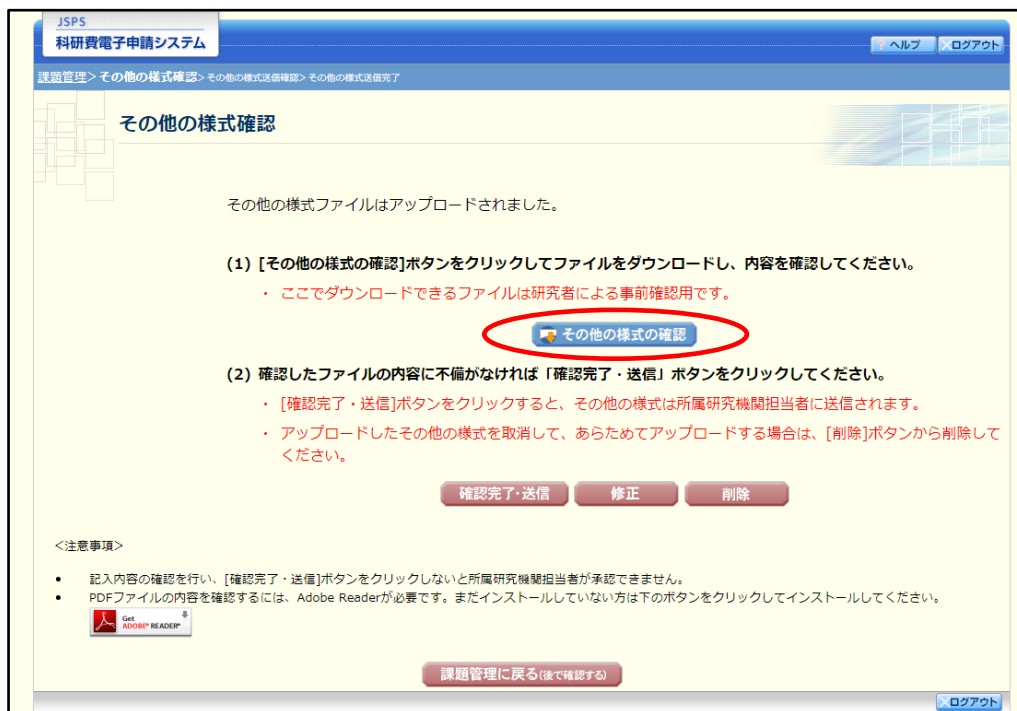 JSPS
科研費電子申請システム
? ヘルプ
×ログアウト
課題管理>その他の様式確認>その他の様式送信確認>その他の様式送信完了
その他の様式確認
その他の様式ファイルはアップロードされました。
(1) [その他の様式の確認]ボタンをクリックしてファイルをダウンロードし、内容を確認してください。
・ ここでダウンロードできるファイルは研究者による事前確認用です。
その他の様式の確認
(2) 確認したファイルの内容に不備がなければ「確認完了・送信」ボタンをクリックしてください。
・ [確認完了・送信]ボタンをクリックすると、その他の様式は所属研究機関担当者に送信されます。
・ アップロードしたその他の様式を取消して、あらためてアップロードする場合は、[削除]ボタンから削除して
ください。
確認完了・送信
修正
削除
<注意事項>
• 記入内容の確認を行い、[確認完了・送信]ボタンをクリックしないと所属研究機関担当者が承認できません。
• PDFファイルの内容を確認するには、Adobe Readerが必要です。まだインストールしていない方は下のボタンをクリックしてインストールしてください。
Get
ADOBE® READER®
課題管理に戻る(後で確認する)
×ログアウト